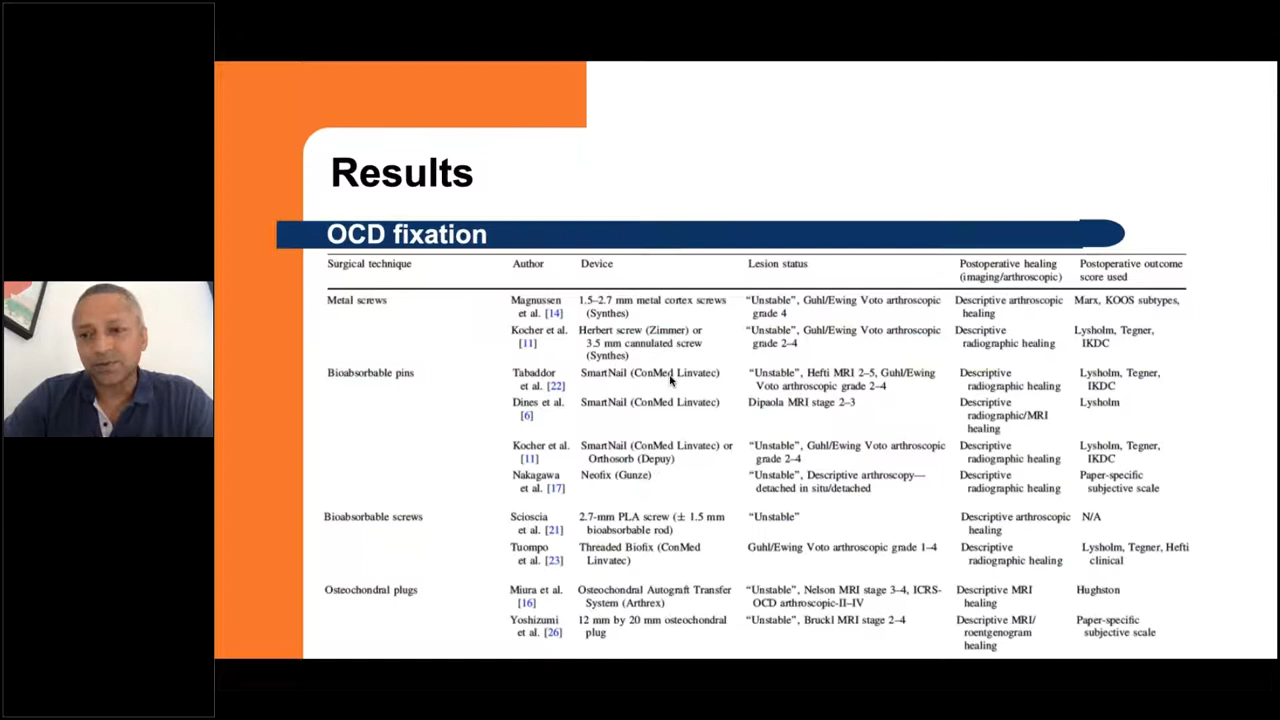 Results
OCD fixation
Surgical technique Author Device Lesion status Postoperative healing Postoperative outcome
(imaging/arthroscopic) score used
Metal screws Magnussen 1.5–2.7 mm metal cortex screws "Unstable", Guhl/Ewing Voto arthroscopic Descriptive arthroscopic Marx, KOOS subtypes,
et al. [14] (Synthes) grade 4 healing
Kocher et al. Herbert screw (Zimmer) or "Unstable", Guhl/Ewing Voto arthroscopic Descriptive Lysholm, Tegner,
[11] 3.5 mm cannulated screw grade 2–4 radiographic healing IKDC
(Synthes)
Bioabsorbable pins Tabaddor SmartNail (ConMed Linvatec) "Unstable", Hefti MRI 2–5, Guhl/Ewing Descriptive Lysholm, Tegner,
et al. [22] Voto arthroscopic grade 2–4 radiographic healing IKDC
Dines et al. SmartNail (ConMed Linvatec) Dipaola MRI stage 2–3 Descriptive Lysholm
[6] radiographic/MRI
healing
Kocher et al. SmartNail (ConMed Linvatec) or "Unstable", Guhl/Ewing Voto arthroscopic Descriptive Lysholm, Tegner,
[11] Orthosorb (Depuy) grade 2–4 radiographic healing IKDC
Nakagawa Neofix (Gunze) "Unstable", Descriptive arthroscopy— Descriptive Paper-specific
et al. [17] detached in situ/detached radiographic healing subjective scale
Bioabsorbable screws Scioscia 2.7-mm PLA screw (± 1.5 mm "Unstable" Descriptive arthroscopic N/A
et al. [21] bioabsorbable rod) healing
Tuompo Threaded Biofix (ConMed Guhl/Ewing Voto arthroscopic grade 1–4 Descriptive Lysholm, Tegner, Hefti
et al. [23] Linvatec) radiographic healing clinical
Osteochondral plugs Miura et al. Osteochondral Autograft Transfer "Unstable", Nelson MRI stage 3–4, ICRS- Descriptive MRI Hughston
[16] System (Arthrex) OCD arthroscopic-II–IV healing
Yoshizumi 12 mm by 20 mm osteochondral "Unstable", Bruckl MRI stage 2–4 Descriptive MRI/ Paper-specific
et al. [26] plug roentgenogram subjective scale
healing